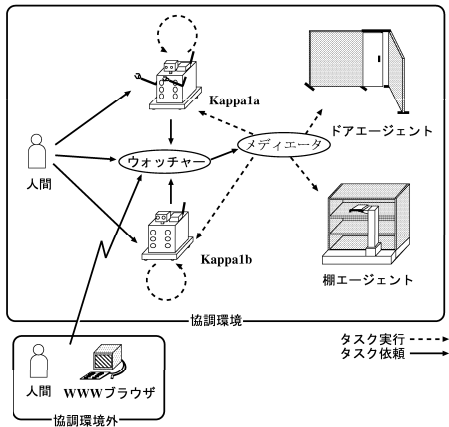 Kappa1a
ドアエージェント
メディエータ
ウォッチャー
人間
Kappa1b
棚エージェント
協調環境
タスク実行
タスク依頼
人間
WWWブラウザ
協調環境外